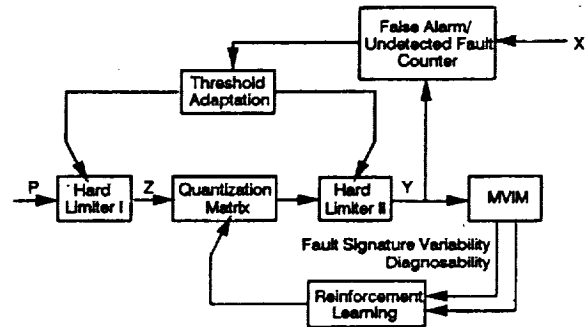 False Alarm/
Undetected Fault
Counter
X
Threshold
Adaptation
P
Hard
Limiter I
Z
Quantization
Matrix
Hard
Limiter II
Y
MVIM
Fault Signature Variability
Diagnosability
Reinforcement
Learning